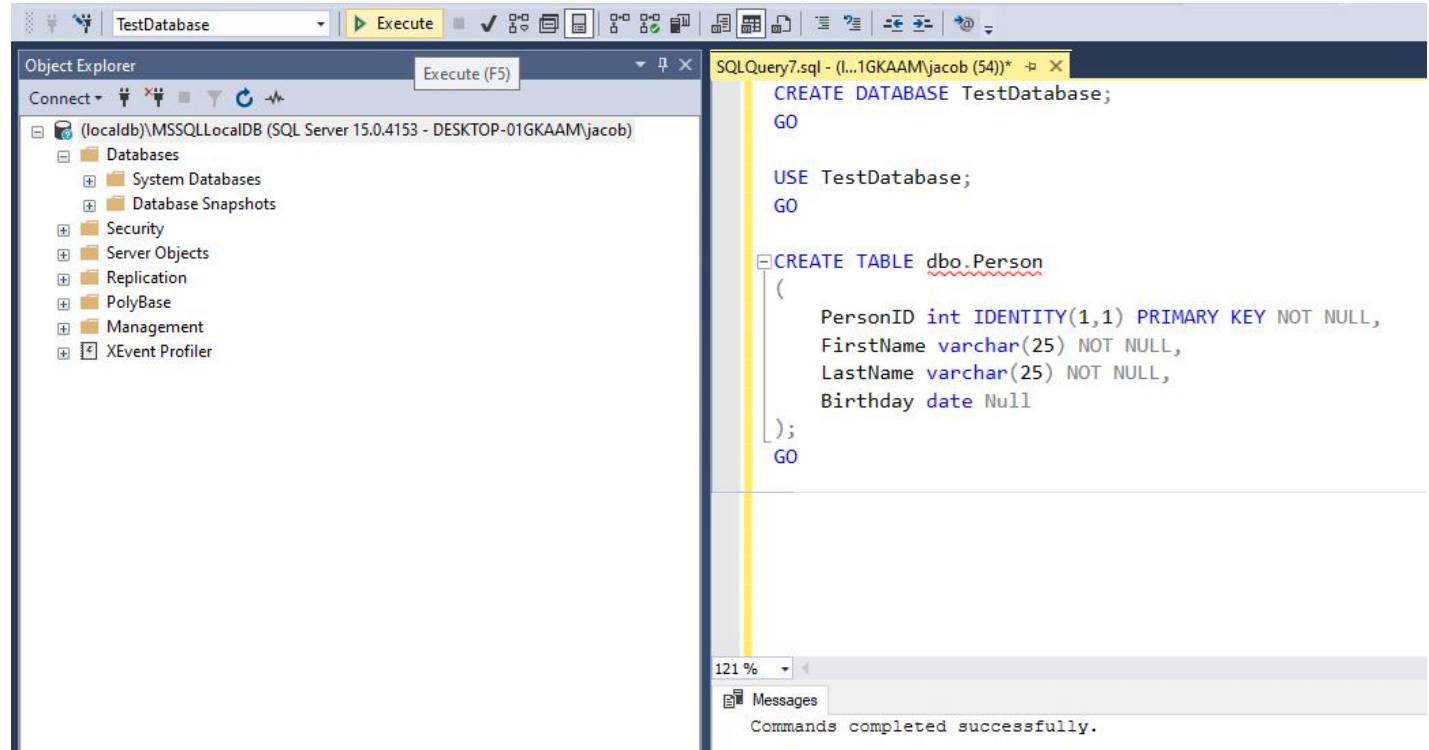 TestDatabase
Execute
Object Explorer
Execute (F5)
Connect
(localdb)\MSSQLLocalDB (SQL Server 15.0.4153 - DESKTOP-01GKAAM\jacob)
Databases
System Databases
Database Snapshots
Security
Server Objects
Replication
PolyBase
Management
XEvent Profiler
SQLQuery7.sql - (l...1GKAAM\jacob (54))*
CREATE DATABASE TestDatabase;
GO
USE TestDatabase;
GO
CREATE TABLE dbo.Person
(
PersonID int IDENTITY(1,1) PRIMARY KEY NOT NULL,
FirstName varchar(25) NOT NULL,
LastName varchar(25) NOT NULL,
Birthday date Null
);
GO
121 %
Messages
Commands completed successfully.